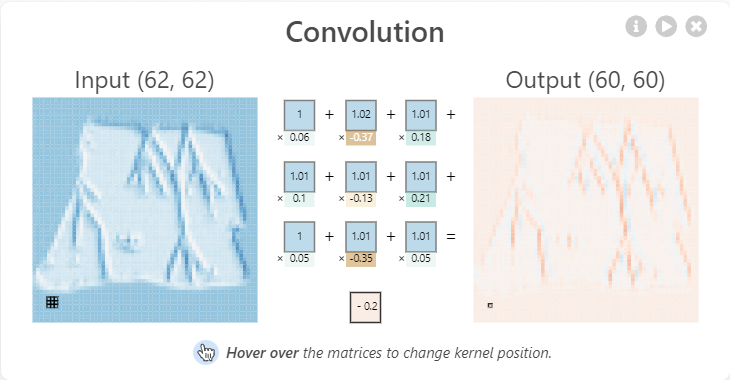 Convolution
Input (62, 62)
Output (60, 60)
1 + 1.02 + 1.01 +
× 0.06 × -0.37 × 0.18
1.01 + 1.01 + 1.01 +
× 0.1 × -0.13 × 0.21
1 + 1.01 + 1.01 =
× 0.05 × -0.35 × 0.05
- 0.2
Hover over the matrices to change kernel position.